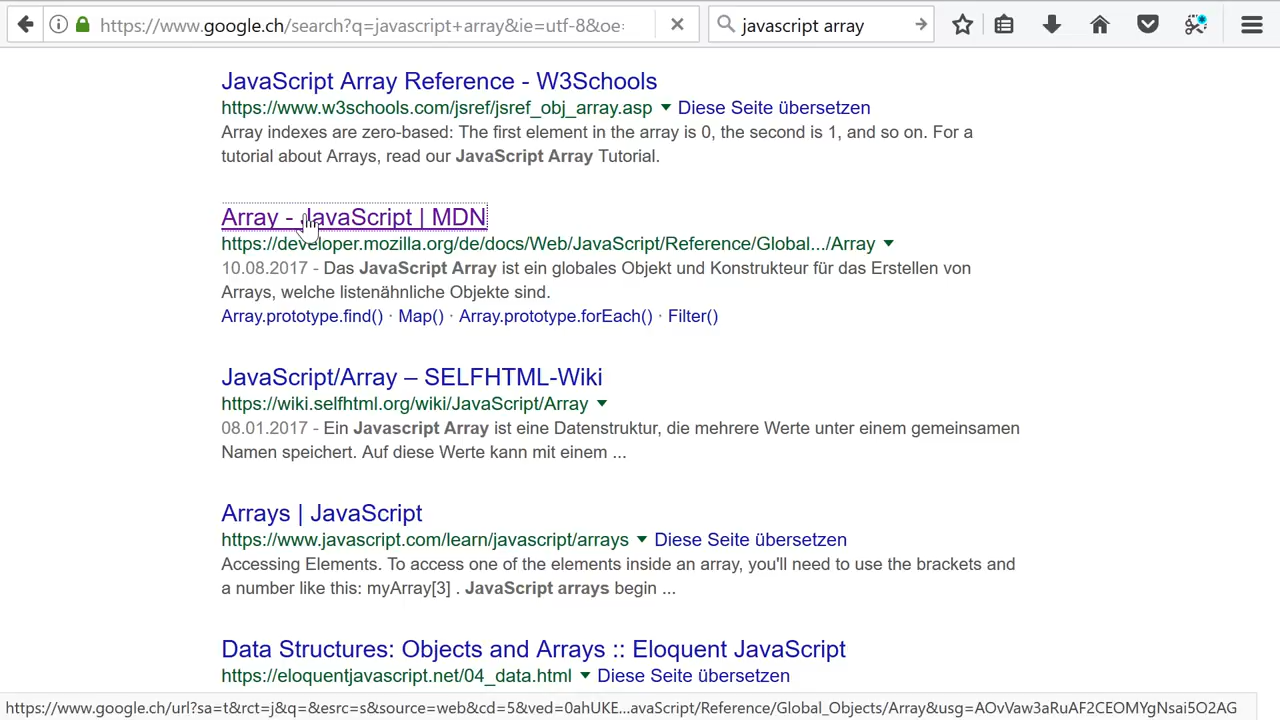 https://www.google.ch/search?q=javascript+array&ie=utf-8&oe=
javascript array
JavaScript Array Reference - W3Schools
https://www.w3schools.com/jsref/jsref_obj_array.asp Diese Seite übersetzen
Array indexes are zero-based: The first element in the array is 0, the second is 1, and so on. For a
tutorial about Arrays, read our JavaScript Array Tutorial.
Array - JavaScript | MDN
https://developer.mozilla.org/de/docs/Web/JavaScript/Reference/Global.../Array
10.08.2017 - Das JavaScript Array ist ein globales Objekt und Konstrukteur für das Erstellen von
Arrays, welche listenähnliche Objekte sind.
Array.prototype.find() · Map() · Array.prototype.forEach() · Filter()
JavaScript/Array – SELFHTML-Wiki
https://wiki.selfhtml.org/wiki/JavaScript/Array
08.01.2017 - Ein Javascript Array ist eine Datenstruktur, die mehrere Werte unter einem gemeinsamen
Namen speichert. Auf diese Werte kann mit einem ...
Arrays | JavaScript
https://www.javascript.com/learn/javascript/arrays Diese Seite übersetzen
Accessing Elements. To access one of the elements inside an array, you'll need to use the brackets and
a number like this: myArray[3] . JavaScript arrays begin ...
Data Structures: Objects and Arrays :: Eloquent JavaScript
https://eloquentjavascript.net/04_data.html Diese Seite übersetzen
https://www.google.ch/url?sa=t&rct=j&q=&esrc=s&source=web&cd=5&ved=0ahUKE...avaScript/Reference/Global_Objects/Array&usg=AOvVaw3aRuAF2CEOMYgNsai5O2AG